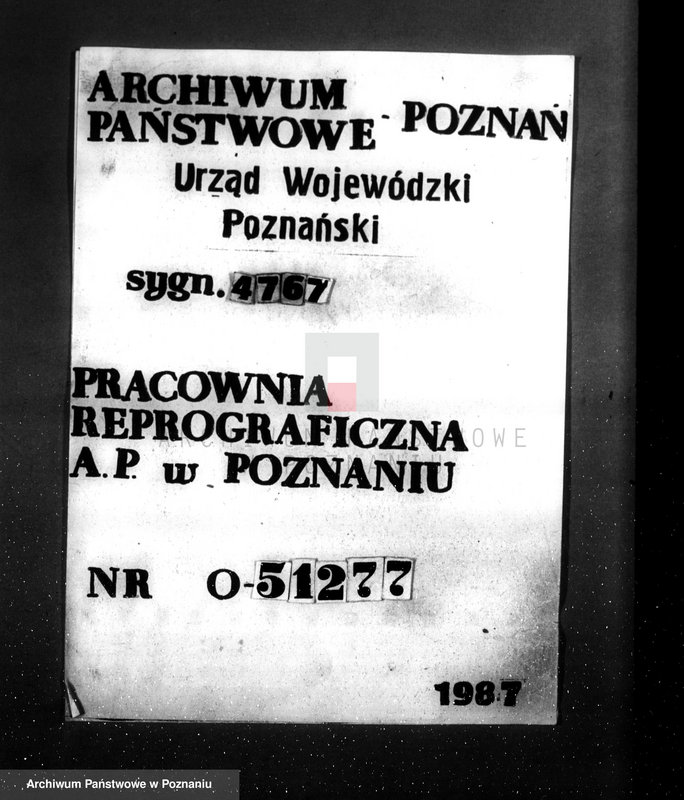 ARCHIWUM
PAŃSTWOWE - POZNAŃ
Urząd Wojewódzki
Poznański
sygn. 4767
PRACOWNIA
REPROGRAFICZNA
A.P. w POZNANIU
NR O-51277
1987
Archiwum Państwowe w Poznaniu